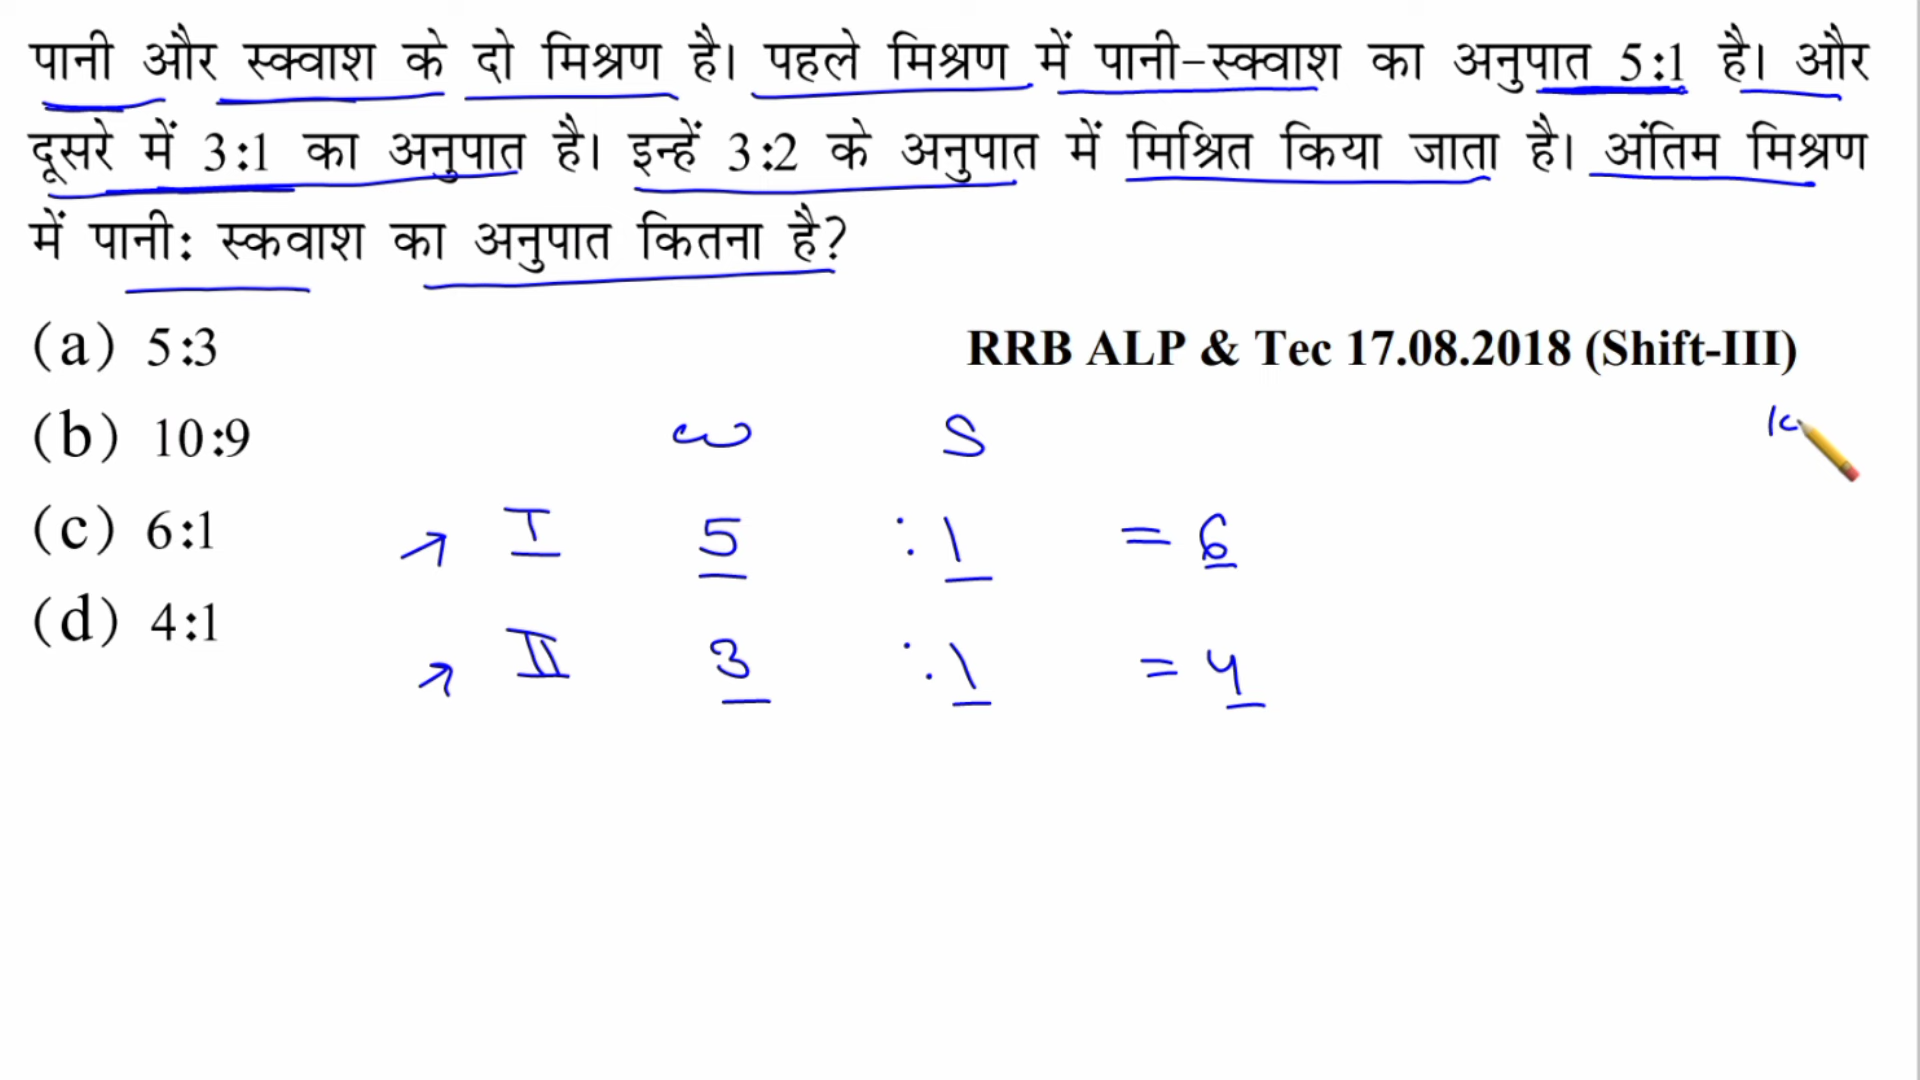 पानी और स्क्वाश के दो मिश्रण है। पहले मिश्रण में पानी-स्क्वाश का अनुपात 5:1 है। और
दूसरे में 3:1 का अनुपात है। इन्हें 3:2 के अनुपात में मिश्रित किया जाता है। अंतिम मिश्रण
में पानी: स्कवाश का अनुपात कितना है?
(a) 5:3
RRB ALP & Tec 17.08.2018 (Shift-III)
(b) 10:9
W S
(c) 6:1
I 5 : 1 = 6
(d) 4:1
II 3 : 1 = 4